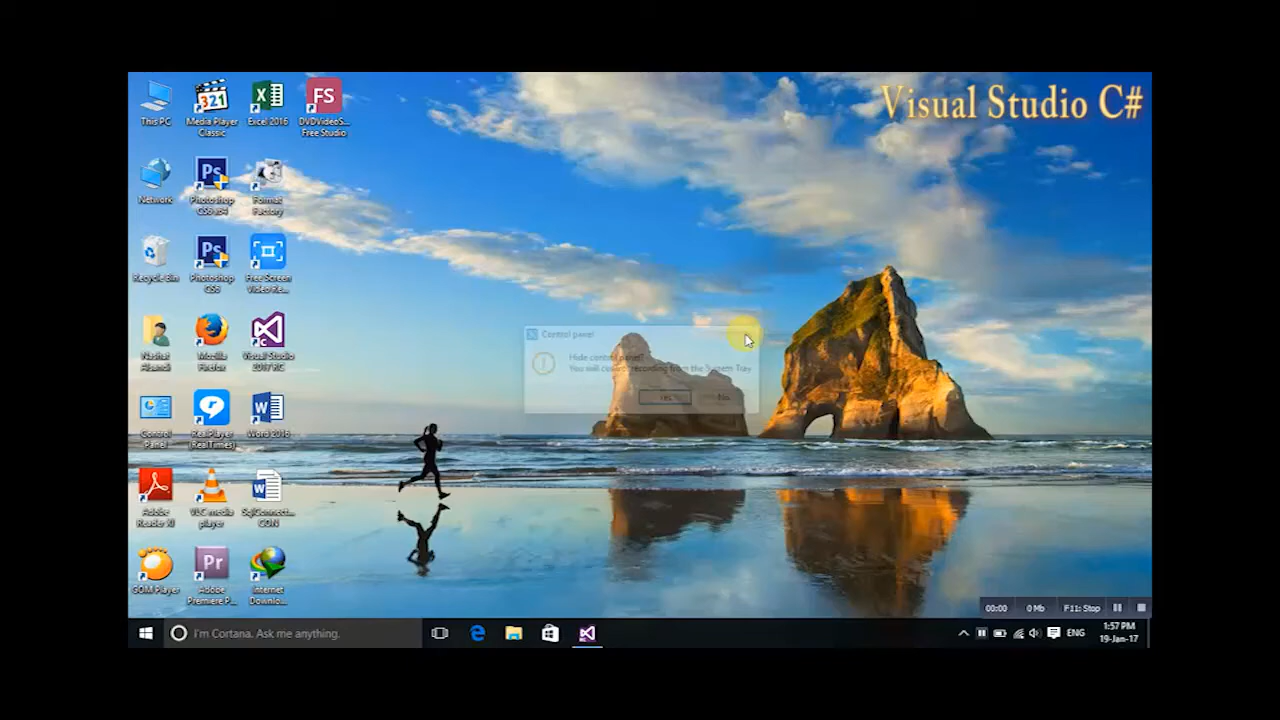 Visual Studio C#
This PC
Media Player
Classic
Excel 2016
DVDVideoS...
Free Studio
FS
Network
Photoshop
CS6 x64
Format
Factory
Recycle Bin
Photoshop
CS6
Free Screen
Video Re...
Nashat
Mozilla
Firefox
Visual Studio
2017 RC
Control
Panel
RealPlayer
(RealTimes)
Word 2016
Adobe
Reader XI
VLC media
player
SqlConnect...
CON
GOM Player
Adobe
Premiere P...
Internet
Downlo...
Control panel
Hide control panel?
You will control recording from the System Tray
Yes
No
00:00
0 Mb
F11: Stop
I'm Cortana. Ask me anything.
ENG
1:57 PM
19-Jan-17